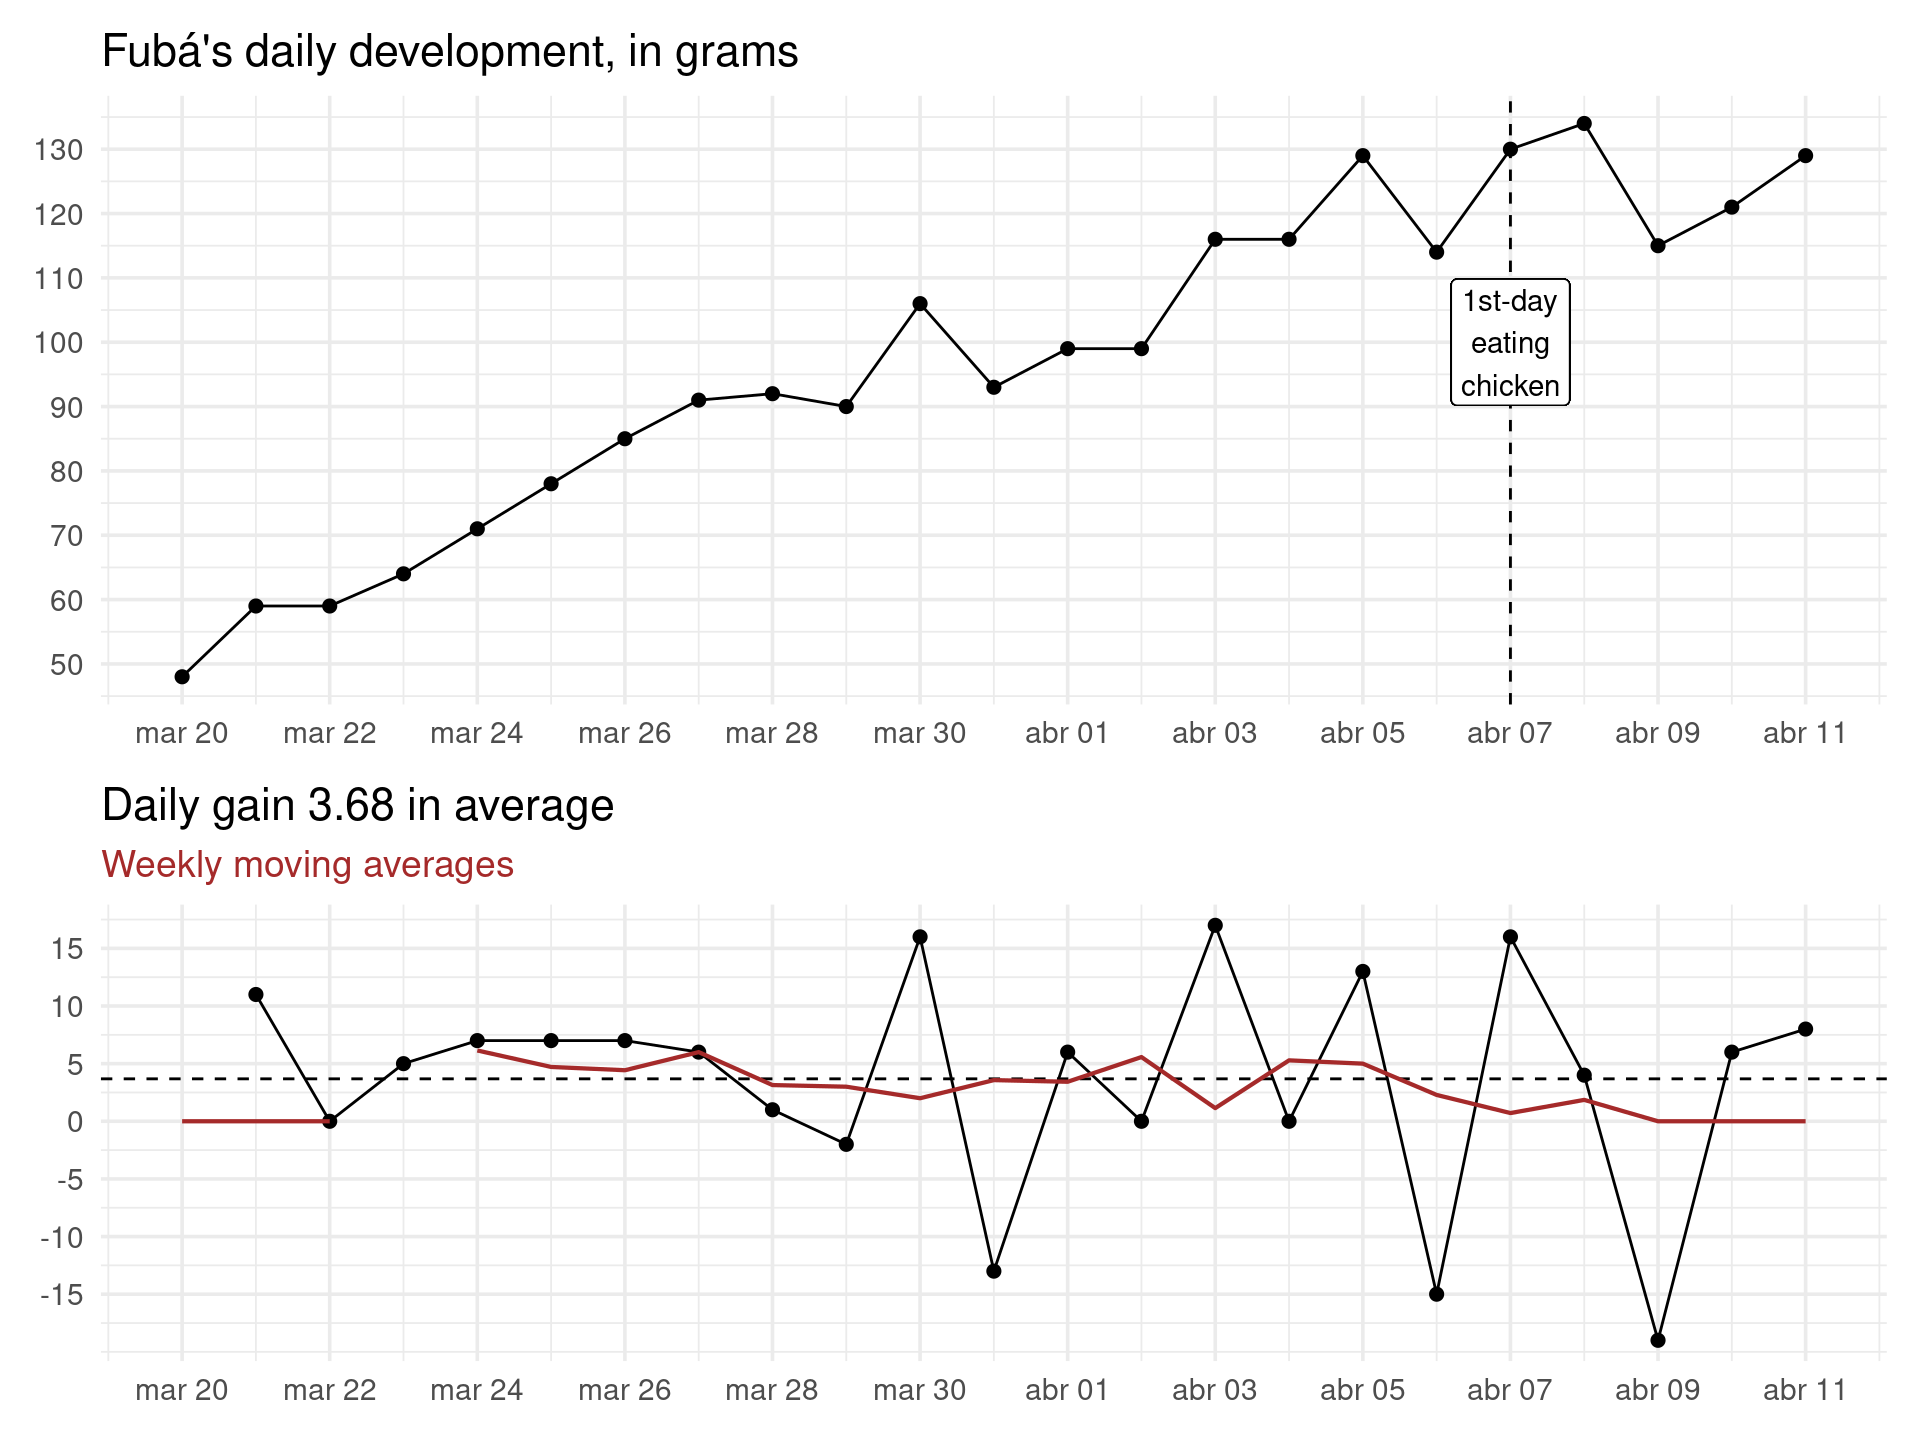 Fubá's daily development, in grams
130
120
110
100
90
80
70
60
50
1st-day
eating
chicken
mar 20 mar 22 mar 24 mar 26 mar 28 mar 30 abr 01 abr 03 abr 05 abr 07 abr 09 abr 11
Daily gain 3.68 in average
Weekly moving averages
15
10
5
0
-5
-10
-15
mar 20 mar 22 mar 24 mar 26 mar 28 mar 30 abr 01 abr 03 abr 05 abr 07 abr 09 abr 11